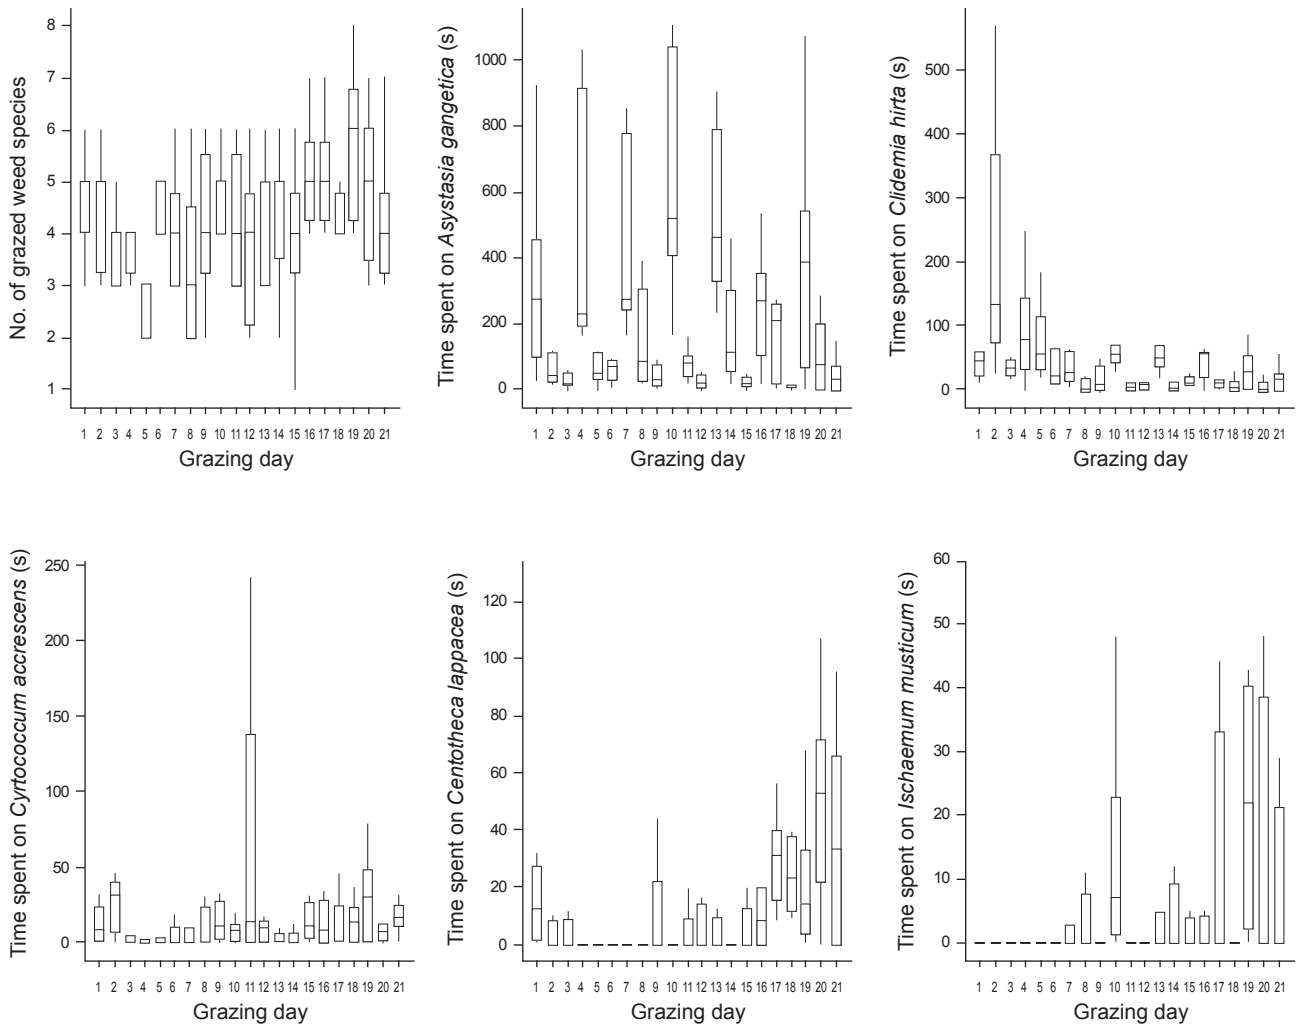 No. of grazed weed species
8
7
6
5
4
3
2
1
1 2 3 4 5 6 7 8 9 10 11 12 13 14 15 16 17 18 19 20 21
Grazing day
Time spent on Asystasia gangetica (s)
1000
800
600
400
200
0
1 2 3 4 5 6 7 8 9 10 11 12 13 14 15 16 17 18 19 20 21
Grazing day
Time spent on Clidemia hirta (s)
500
400
300
200
100
0
1 2 3 4 5 6 7 8 9 10 11 12 13 14 15 16 17 18 19 20 21
Grazing day
Time spent on Cyrtococcum accrescens (s)
250
200
150
100
50
0
1 2 3 4 5 6 7 8 9 10 11 12 13 14 15 16 17 18 19 20 21
Grazing day
Time spent on Centotheca lappacea (s)
120
100
80
60
40
20
0
1 2 3 4 5 6 7 8 9 10 11 12 13 14 15 16 17 18 19 20 21
Grazing day
Time spent on Ischaemum musticum (s)
60
50
40
30
20
10
0
1 2 3 4 5 6 7 8 9 10 11 12 13 14 15 16 17 18 19 20 21
Grazing day